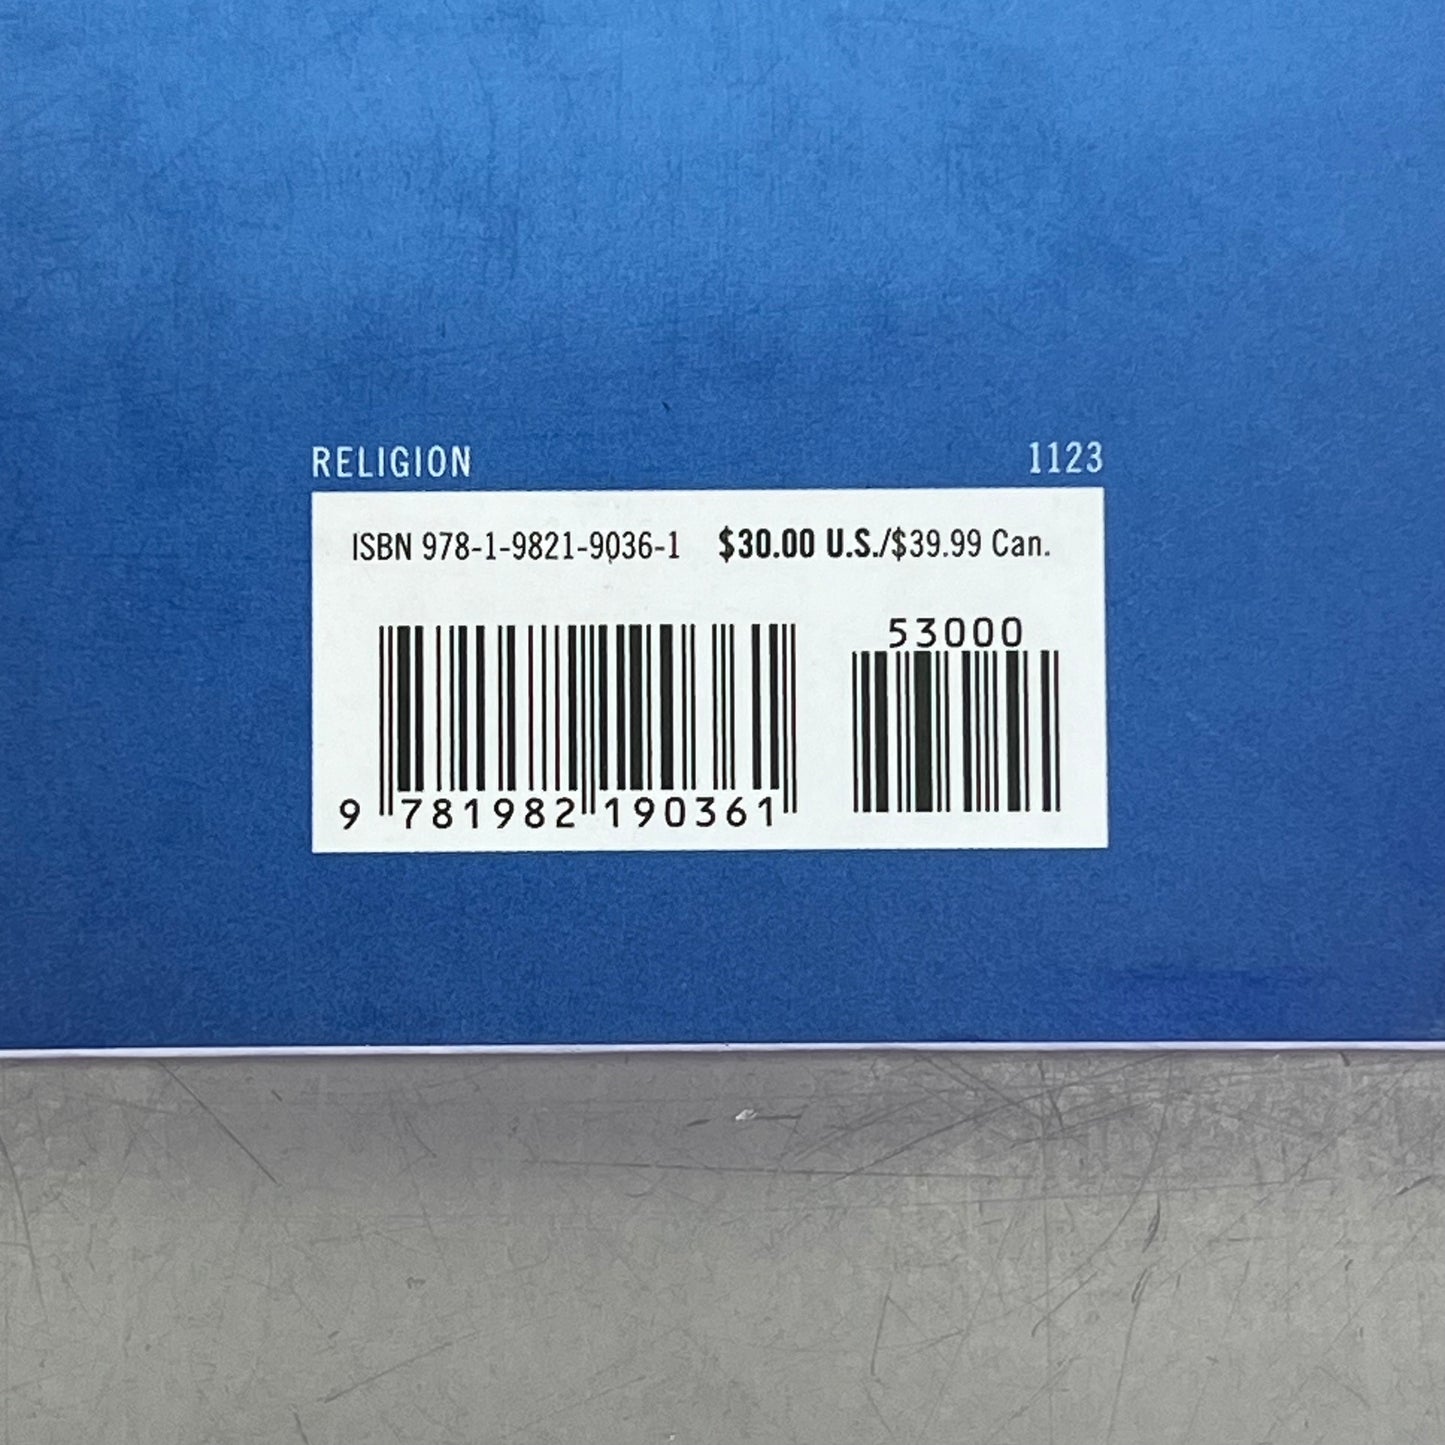 RELIGION 1123
ISBN 978-1-9821-9036-1 $30.00 U.S./$39.99 Can.
53000
9 781982 190361